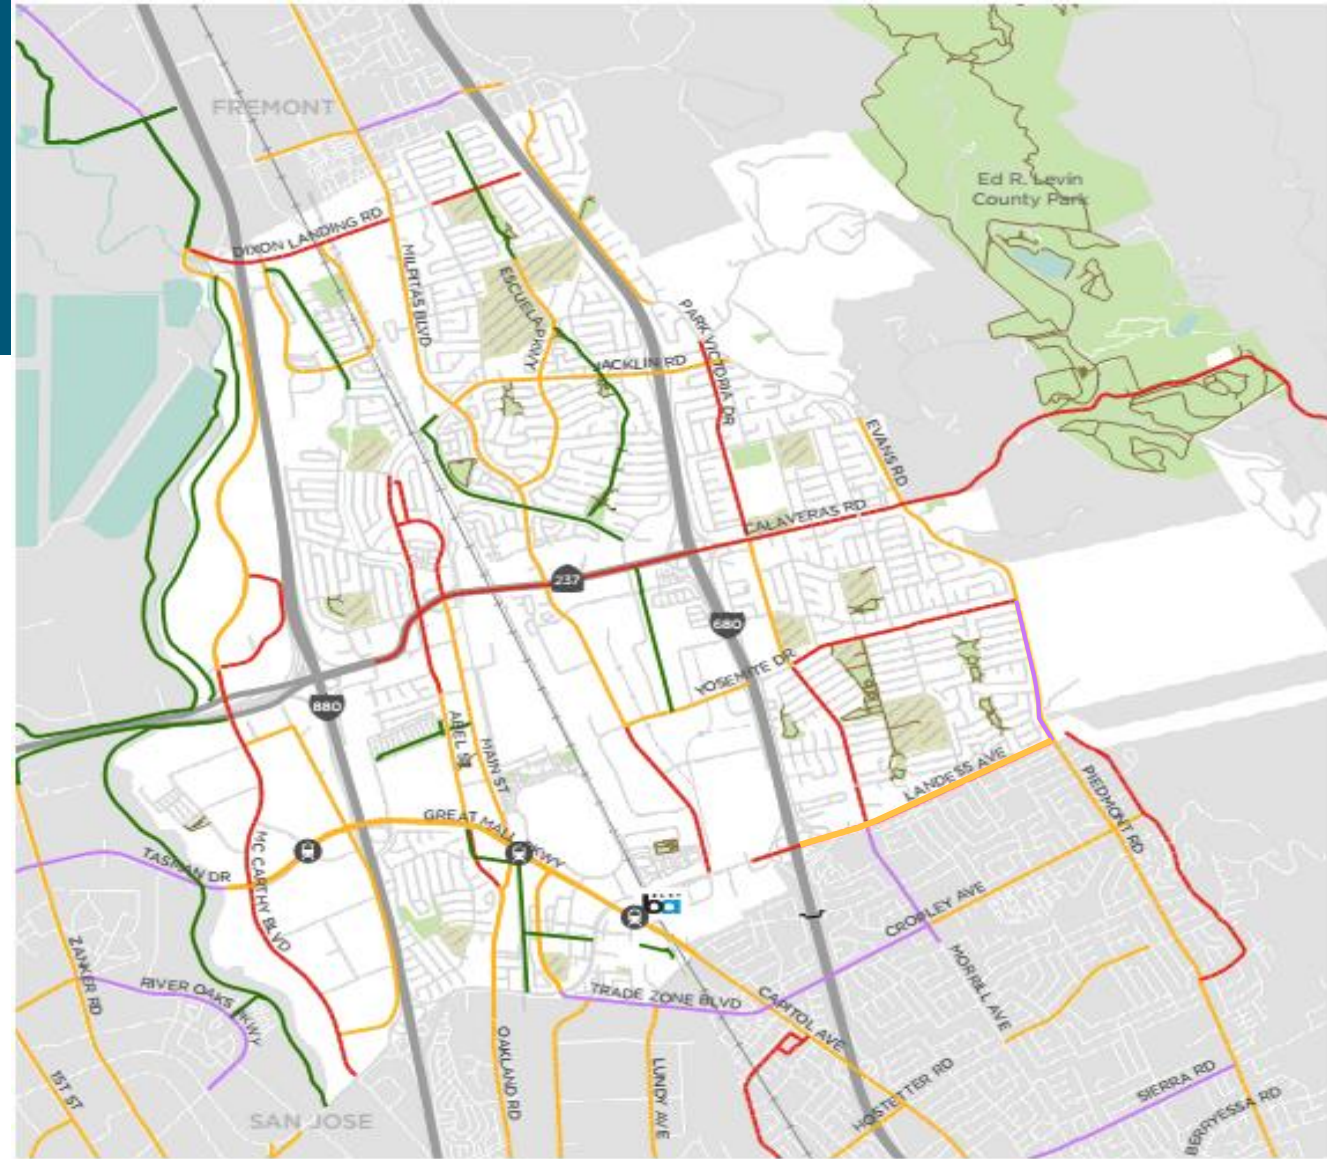 FREMONT
Ed R. Levin
County Park
DIXON LANDING RD
MILPITAS BLVD
ESCUELA PKWY
PARK VICTORIA DR
JACKLIN RD
EVANS RD
CALAVERAS RD
237
680
YOSEMITE DR
880
ABEL ST
MAIN ST
LANDESS AVE
PIEDMONT RD
GREAT MALL PKWY
TASMAN DR
MC CARTHY BLVD
ba
CROPLEY AVE
ZANKER RD
RIVER OAKS PKWY
MORRILL AVE
TRADE ZONE BLVD
CAPITOL AVE
OAKLAND RD
LUNDY AVE
1ST ST
HOSTETTER RD
SIERRA RD
BERRYESSA RD
SAN JOSE